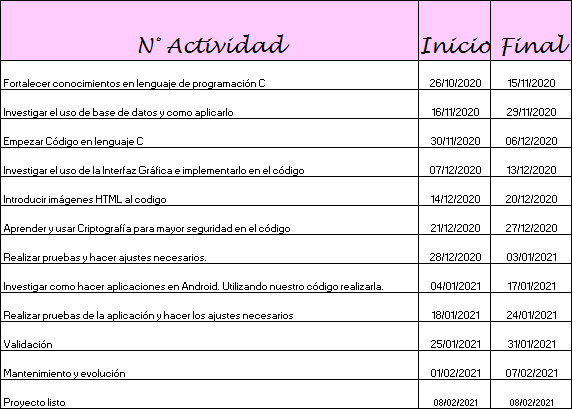 N° Actividad Inicio Final
Fortalecer conocimientos en lenguaje de programación C 26/10/2020 15/11/2020
Investigar el uso de base de datos y como aplicarlo 16/11/2020 29/11/2020
Empezar Código en lenguaje C 30/11/2020 06/12/2020
Investigar el uso de la Interfaz Gráfica e implementarlo en el código 07/12/2020 13/12/2020
Introducir imágenes HTML al codigo 14/12/2020 20/12/2020
Aprender y usar Criptografía para mayor seguridad en el código 21/12/2020 27/12/2020
Realizar pruebas y hacer ajustes necesarios. 28/12/2020 03/01/2021
Investigar como hacer aplicaciones en Android. Utilizando nuestro código realizarla. 04/01/2021 17/01/2021
Realizar pruebas de la aplicación y hacer los ajustes necesarios 18/01/2021 24/01/2021
Validación 25/01/2021 31/01/2021
Mantenimiento y evolución 01/02/2021 07/02/2021
Proyecto listo 08/02/2021 08/02/2021